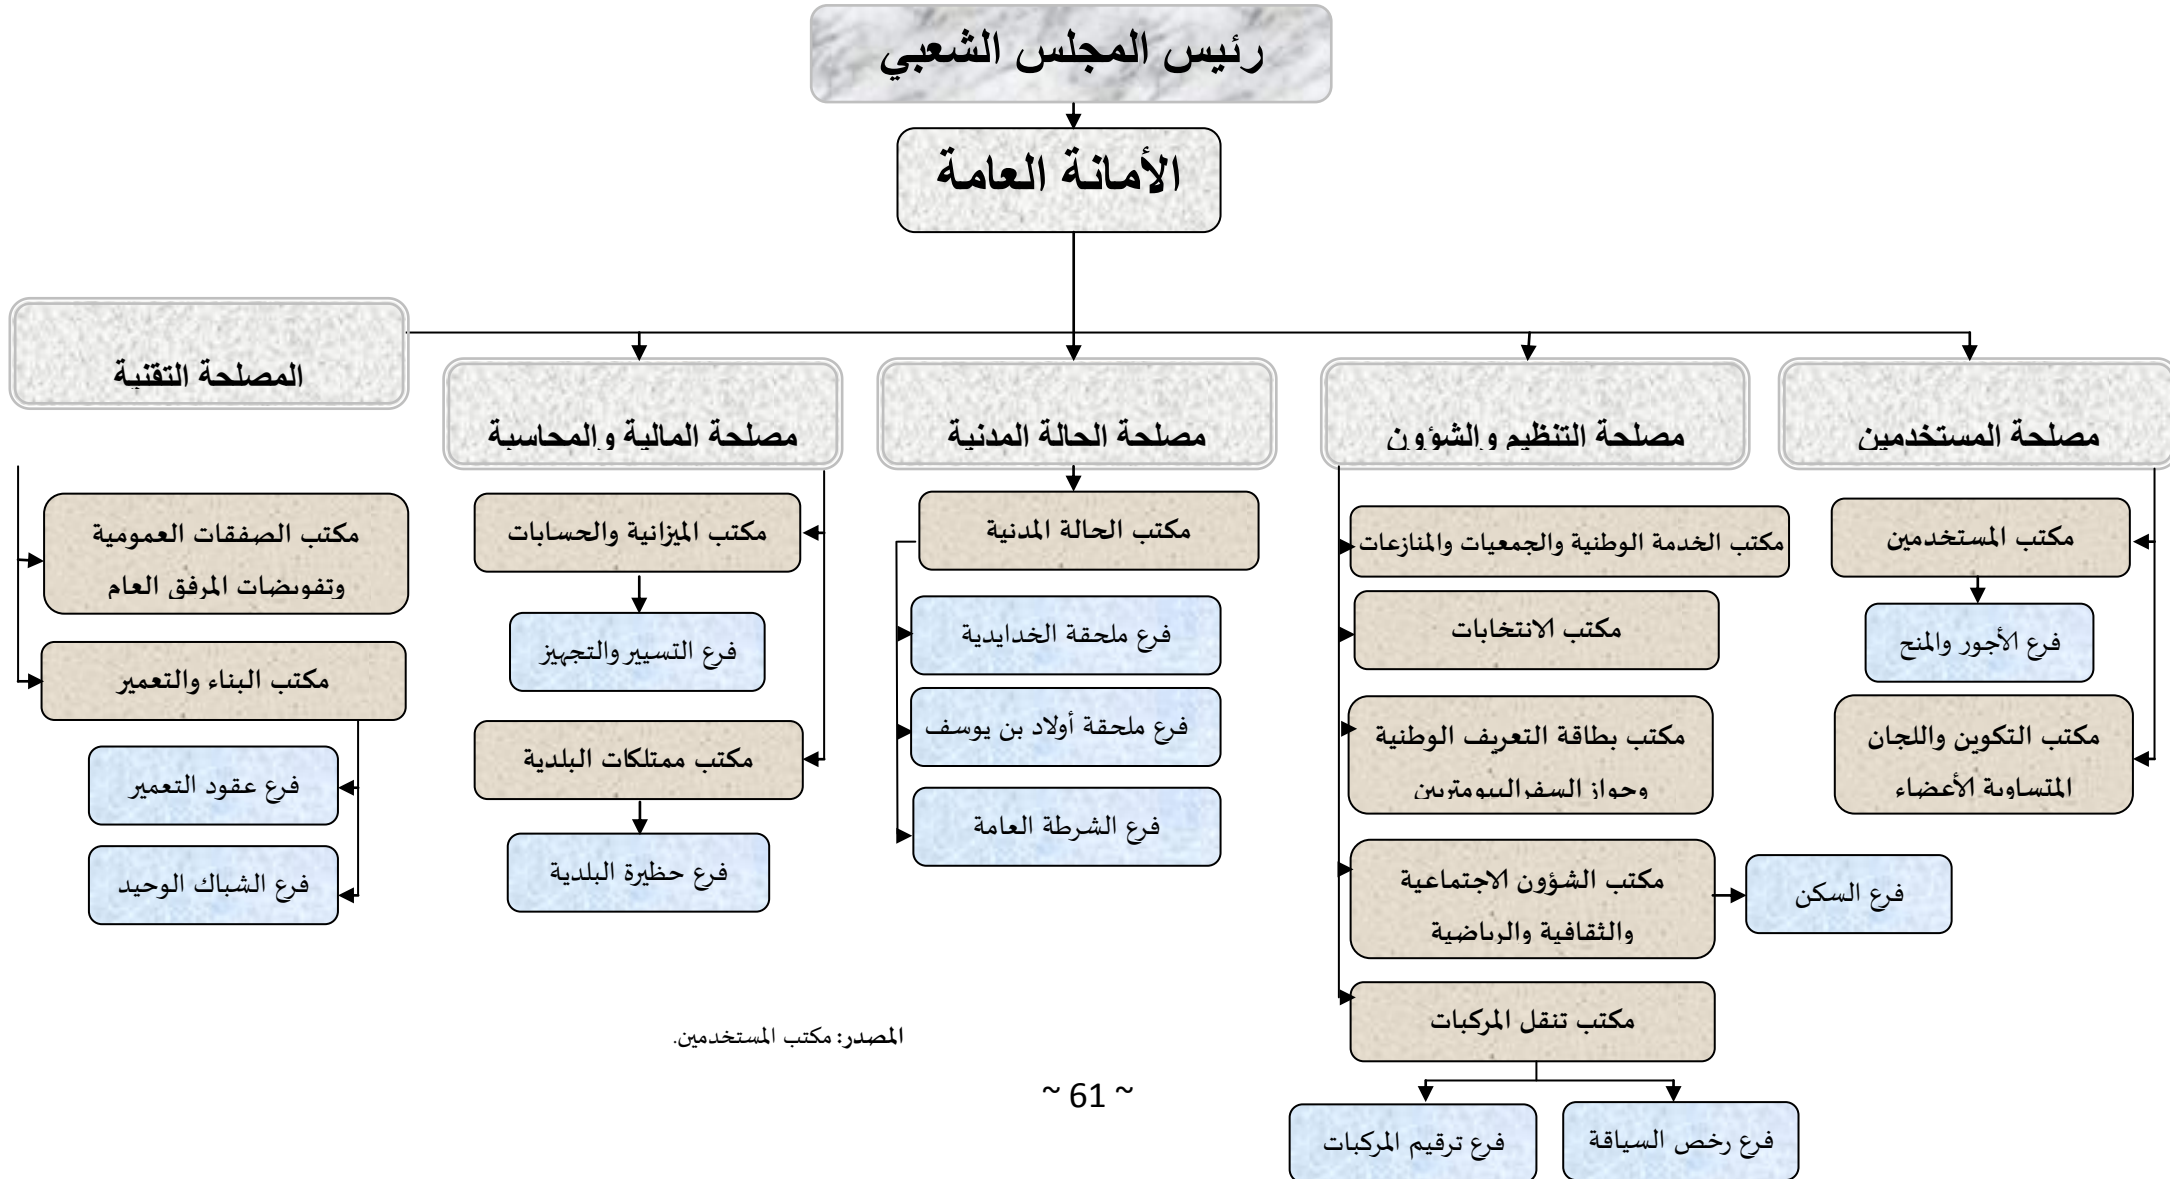 رئيس المجلس الشعبي
الأمانة العامة
مصلحة المستخدمين
مصلحة التنظيم والشؤون
مصلحة الحالة المدنية
مصلحة المالية والمحاسبة
المصلحة التقنية
مكتب المستخدمين
فرع الأجور والمنح
مكتب التكوين واللجان
المتساوية الأعضاء
مكتب الخدمة الوطنية والجمعيات والمنازعات
مكتب الانتخابات
مكتب بطاقة التعريف الوطنية
وحواز السفر البيومتريين
مكتب الشؤون الاجتماعية
والثقافية والرياضية
فرع السكن
مكتب تنقل المركبات
فرع رخص السياقة
فرع ترقيم المركبات
مكتب الحالة المدنية
فرع ملحقة الخدايدية
فرع ملحقة أولاد بن يوسف
فرع الشرطة العامة
مكتب الميزانية والحسابات
فرع التسيير والتجهيز
مكتب ممتلكات البلدية
فرع حظيرة البلدية
مكتب الصفقات العمومية
وتفويضات المرفق العام
مكتب البناء والتعمير
فرع عقود التعمير
فرع الشباك الوحيد
المصدر: مكتب المستخدمين.
~ 61 ~